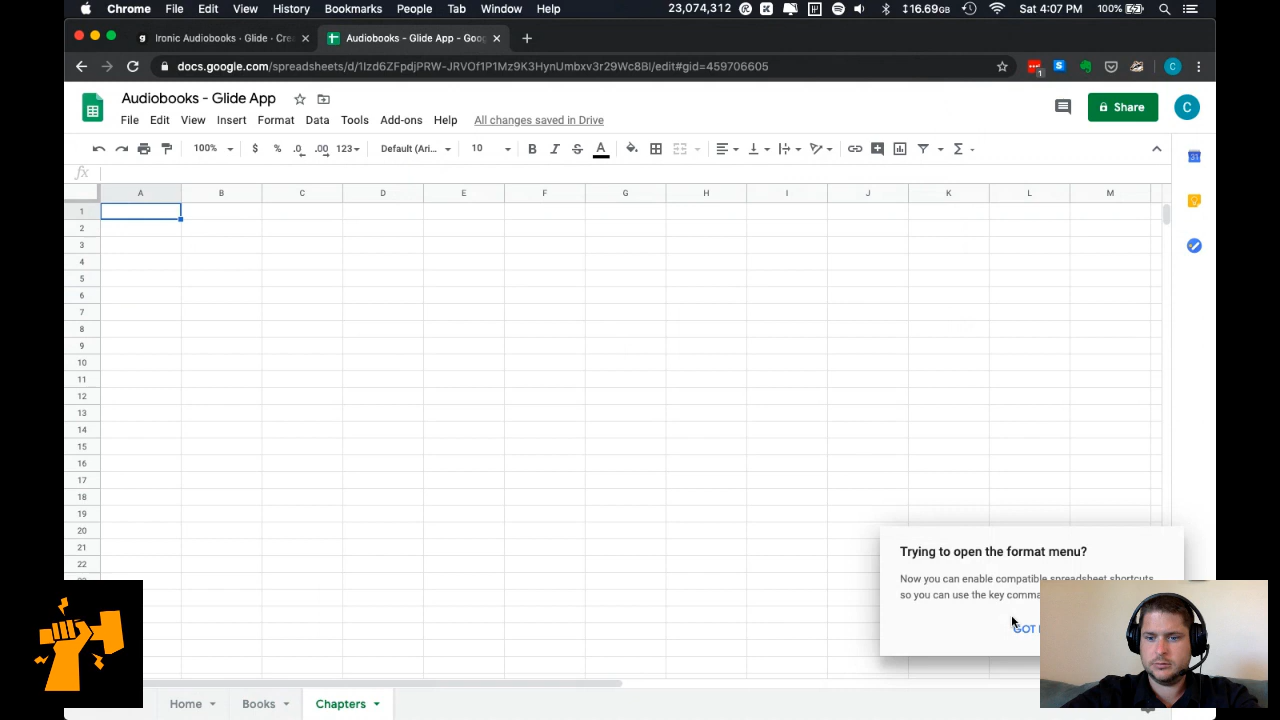 Chrome File Edit View History Bookmarks People Tab Window Help 23,074,312 16.69GB Sat 4:07 PM 100%
Ironic Audiobooks · Glide · Cre Audiobooks - Glide App - Goog
docs.google.com/spreadsheets/d/1Izd6ZFpdjPRW-JRVOf1P1Mz9K3HynUmbxv3r29Wc8BI/edit#gid=459706605
Audiobooks - Glide App
Share
C
File Edit View Insert Format Data Tools Add-ons Help All changes saved in Drive
100% $ % .0 .00 123 Default (Ari... 10 B I S A Σ
fx
A B C D E F G H I J K L M
1
2
3
4
5
6
7
8
9
10
11
12
13
14
15
16
17
18
19
20
21
22
Trying to open the format menu?
Now you can enable compatible spreadsheet shortcuts
so you can use the key
GOT
Home Books Chapters